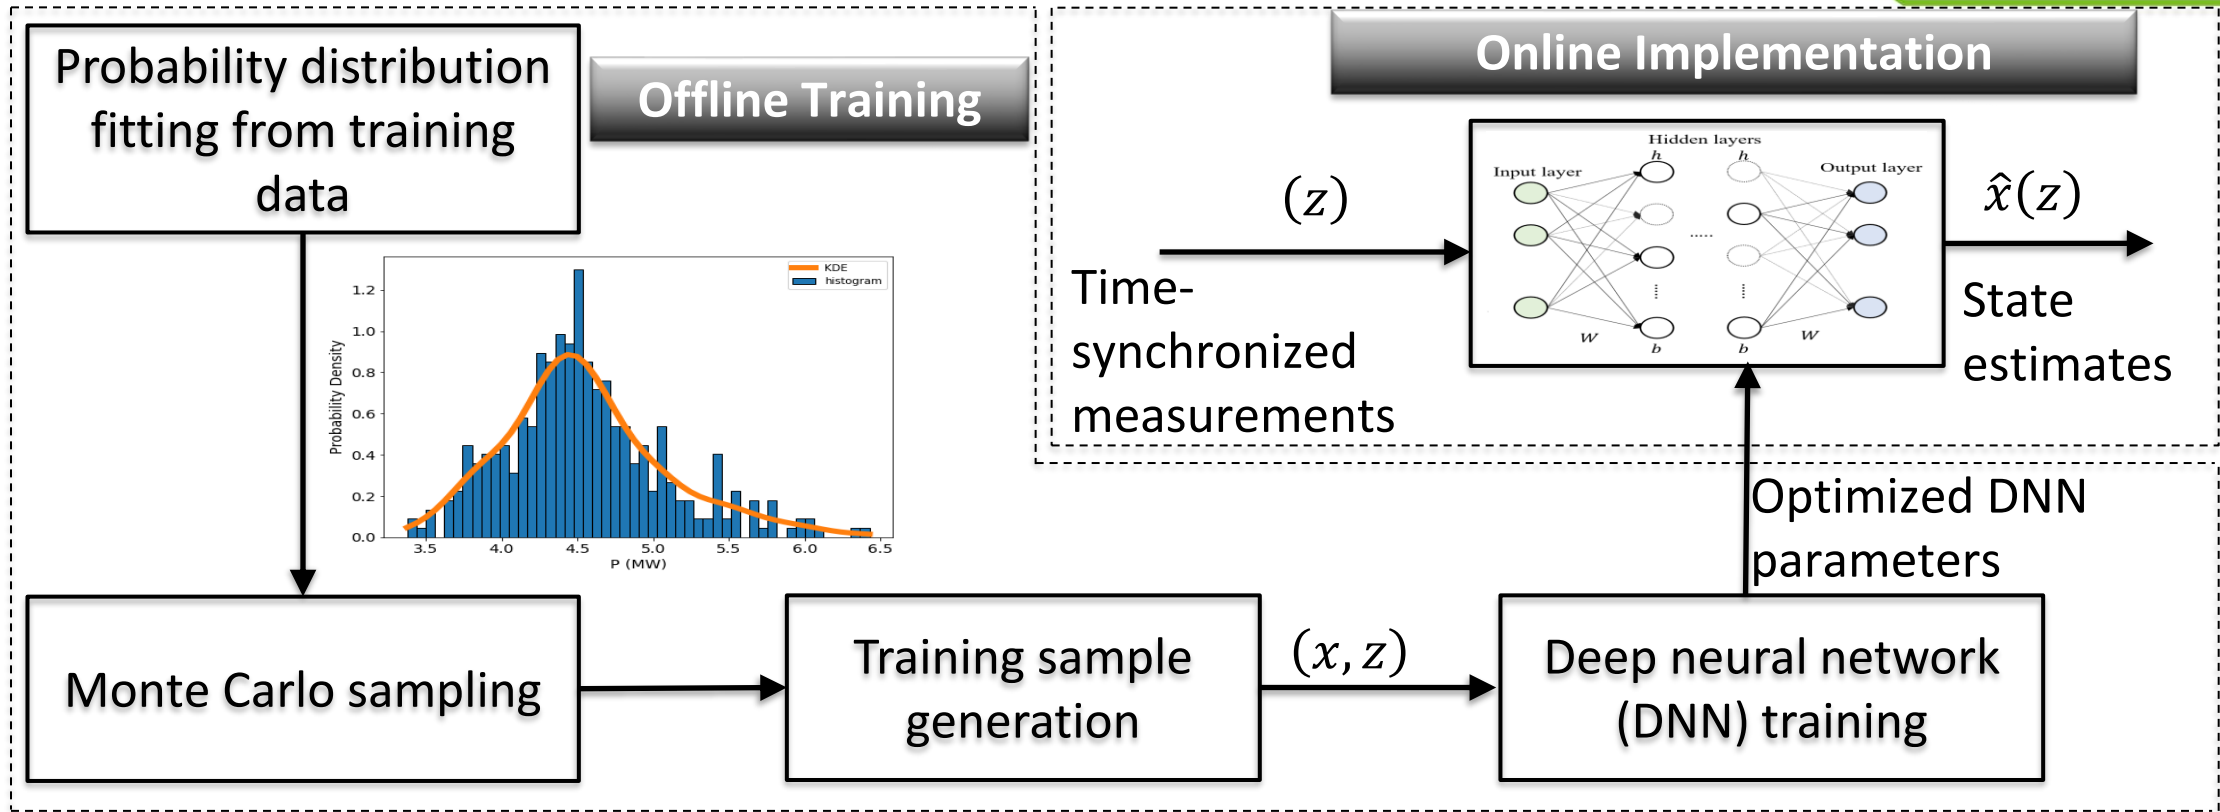 Probability distribution
fitting from training
data
Offline Training
Online Implementation
Hidden layers
h
h
Input layer
Output layer
(z)
x̂(z)
.....
W
W
b
b
Time-
synchronized
measurements
State
estimates
KDE
histogram
Probability Density
1.2
1.0
0.8
0.6
0.4
0.2
0.0
3.5 4.0 4.5 5.0 5.5 6.0 6.5
P (MW)
Optimized DNN
parameters
Monte Carlo sampling
Training sample
generation
(x, z)
Deep neural network
(DNN) training